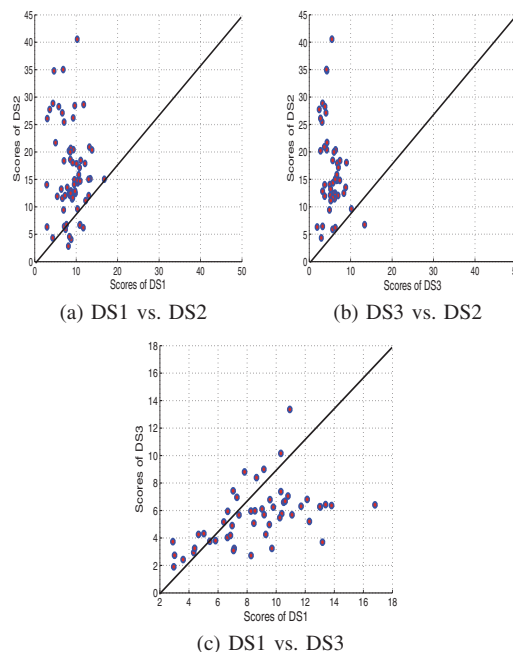 45
40
35
30
25
20
15
10
5
0
Scores of DS2
0 10 20 30 40 50
Scores of DS1
(a) DS1 vs. DS2
45
40
35
30
25
20
15
10
5
0
Scores of DS2
0 10 20 30 40 50
Scores of DS3
(b) DS3 vs. DS2
18
16
14
12
10
8
6
4
2
0
Scores of DS3
2 4 6 8 10 12 14 16 18
Scores of DS1
(c) DS1 vs. DS3